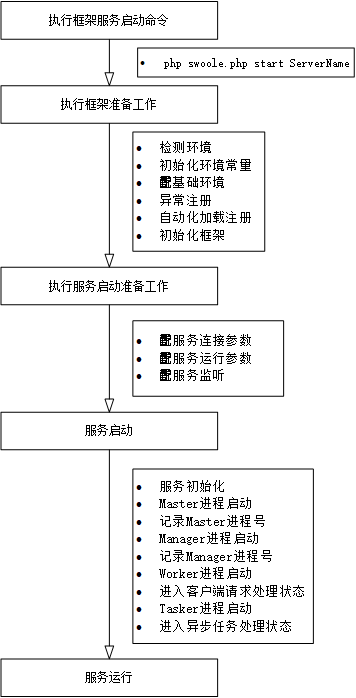 执行框架服务启动命令
• php swoole.php start ServerName
执行框架准备工作
• 检测环境
• 初始化环境常量
• 配置基础环境
• 异常注册
• 自动化加载注册
• 初始化框架
执行服务启动准备工作
• 配置服务连接参数
• 配置服务运行参数
• 配置服务监听
服务启动
• 服务初始化
• Master进程启动
• 记录Master进程号
• Manager进程启动
• 记录Manager进程号
• Worker进程启动
• 进入客户端请求处理状态
• Tasker进程启动
• 进入异步任务处理状态
服务运行